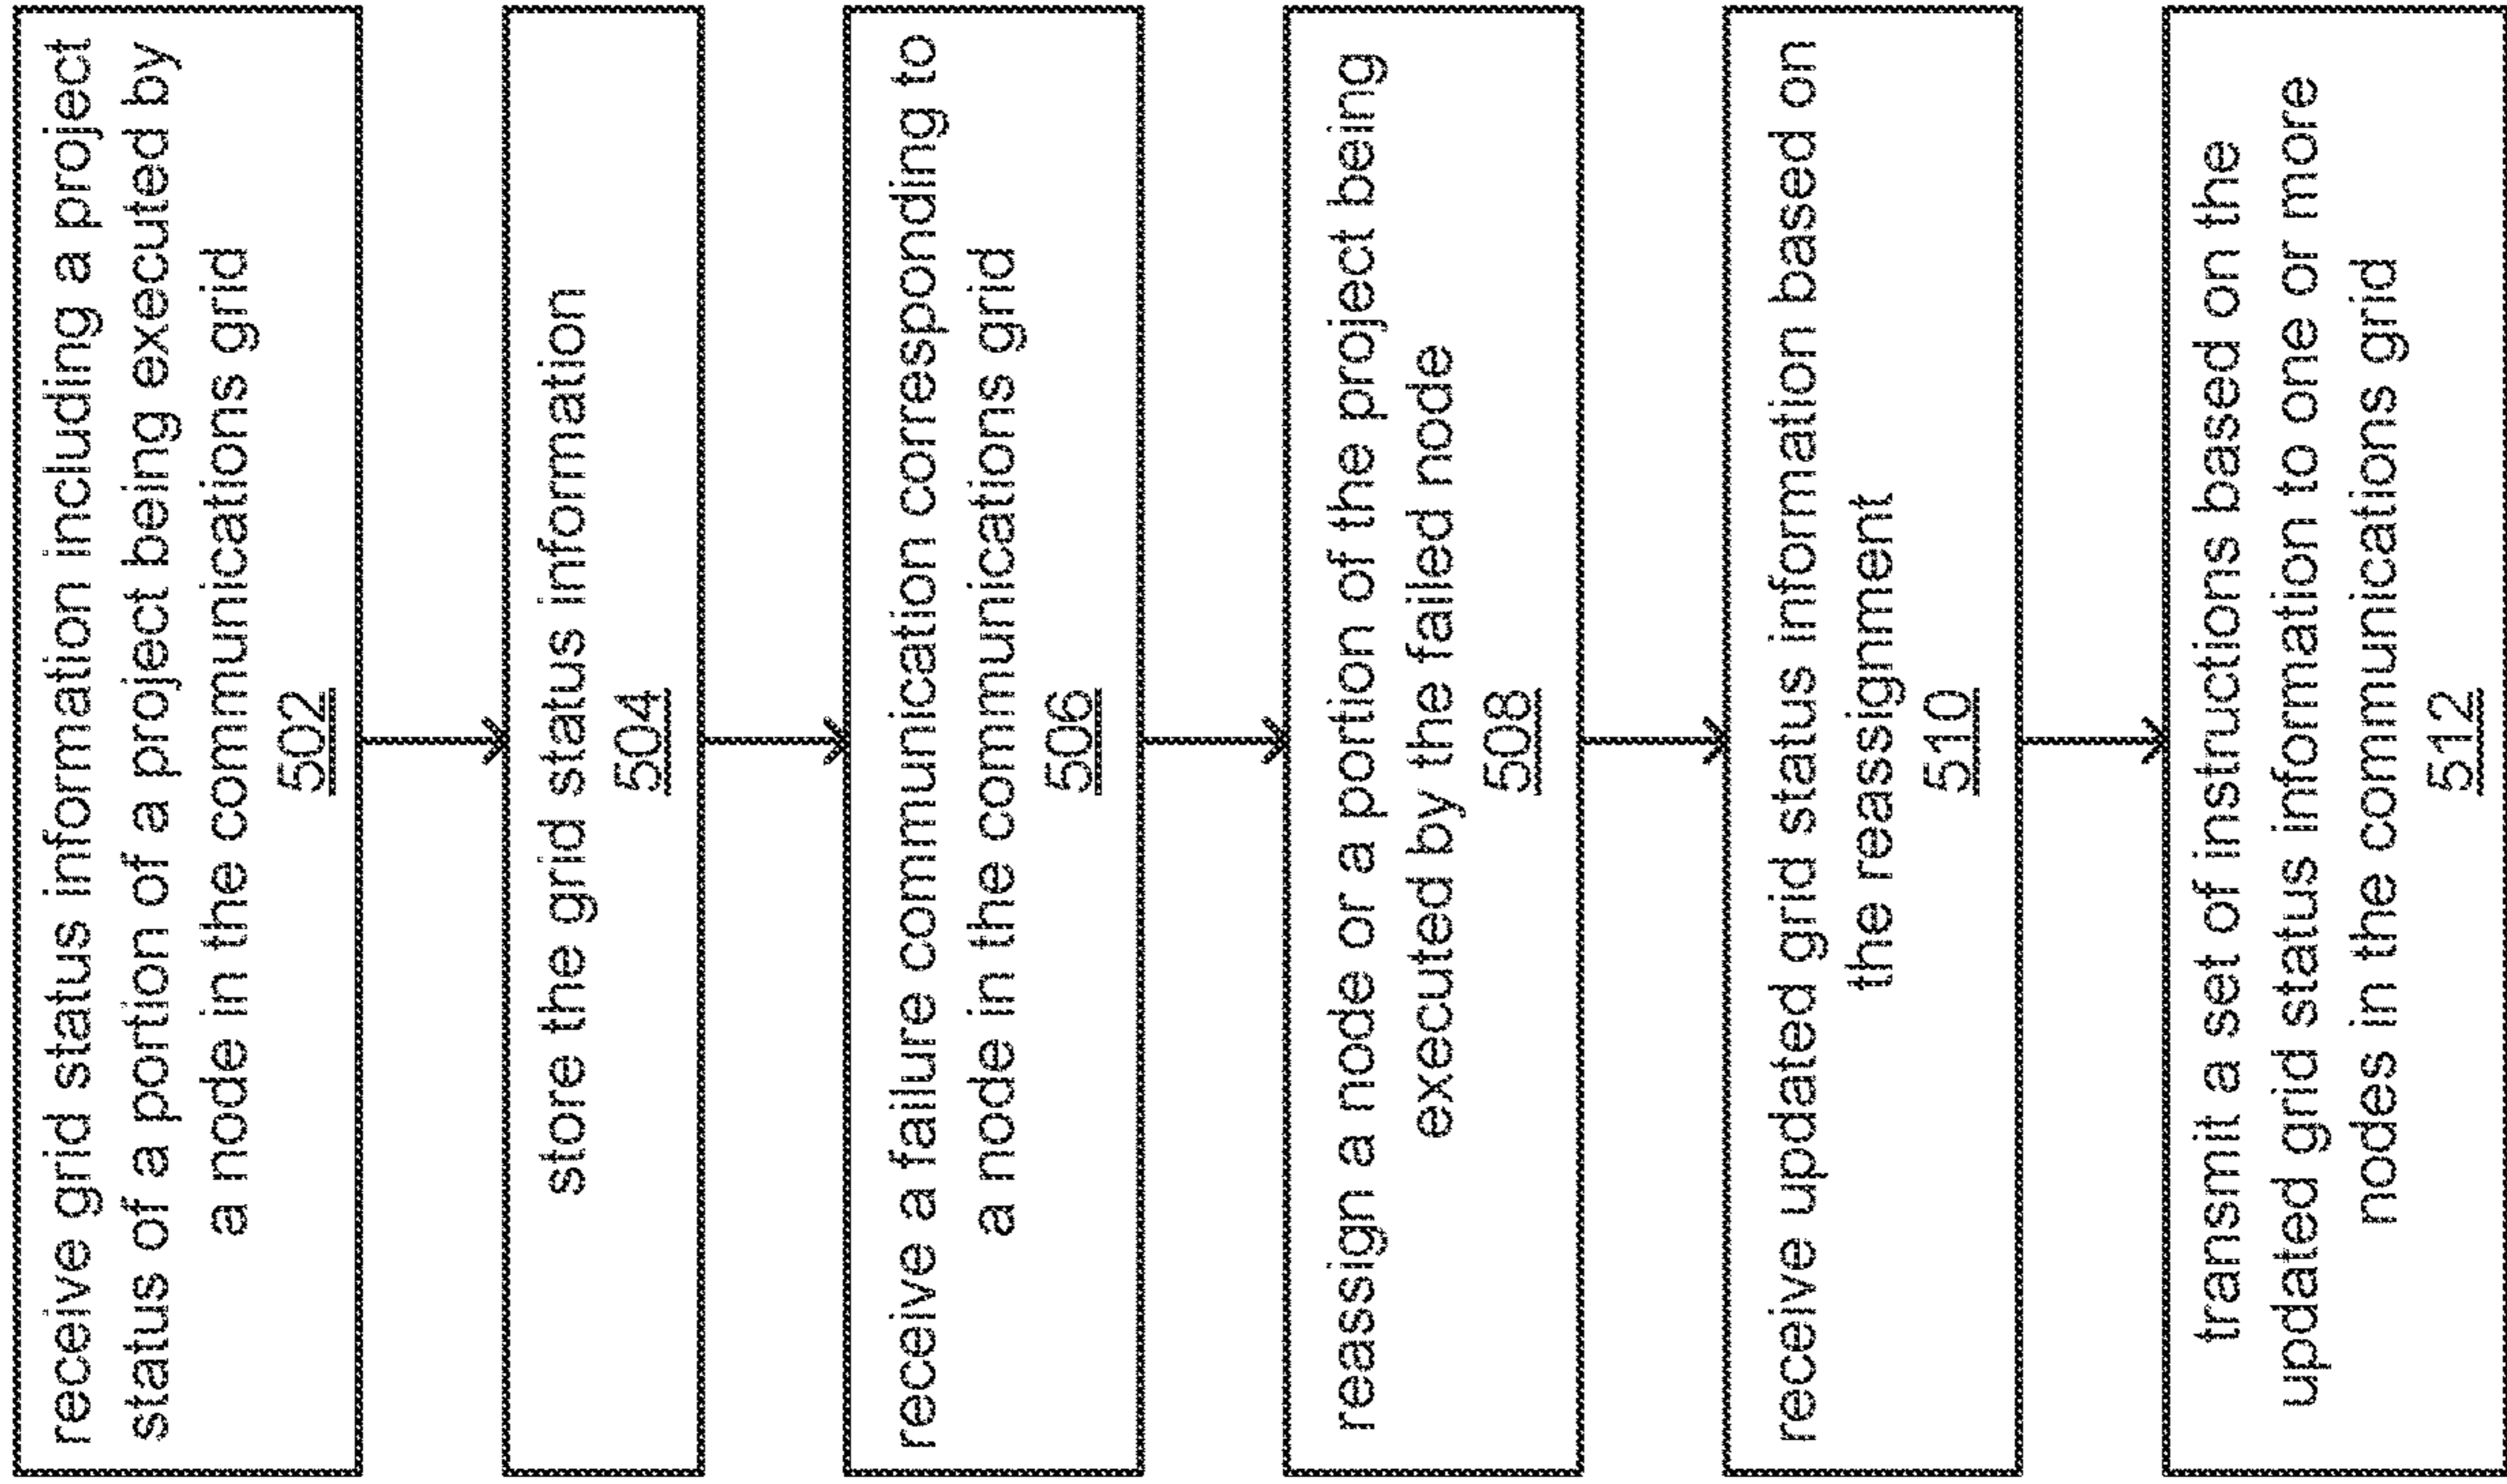 receive grid status information including a project
status of a portion of a project being executed by
a node in the communications grid
502
store the grid status information
504
receive a failure communication corresponding to
a node in the communications grid
506
reassign a node or a portion of the project being
executed by the failed node
508
receive updated grid status information based on
the reassignment
510
transmit a set of instructions based on the
updated grid status information to one or more
nodes in the communications grid
512